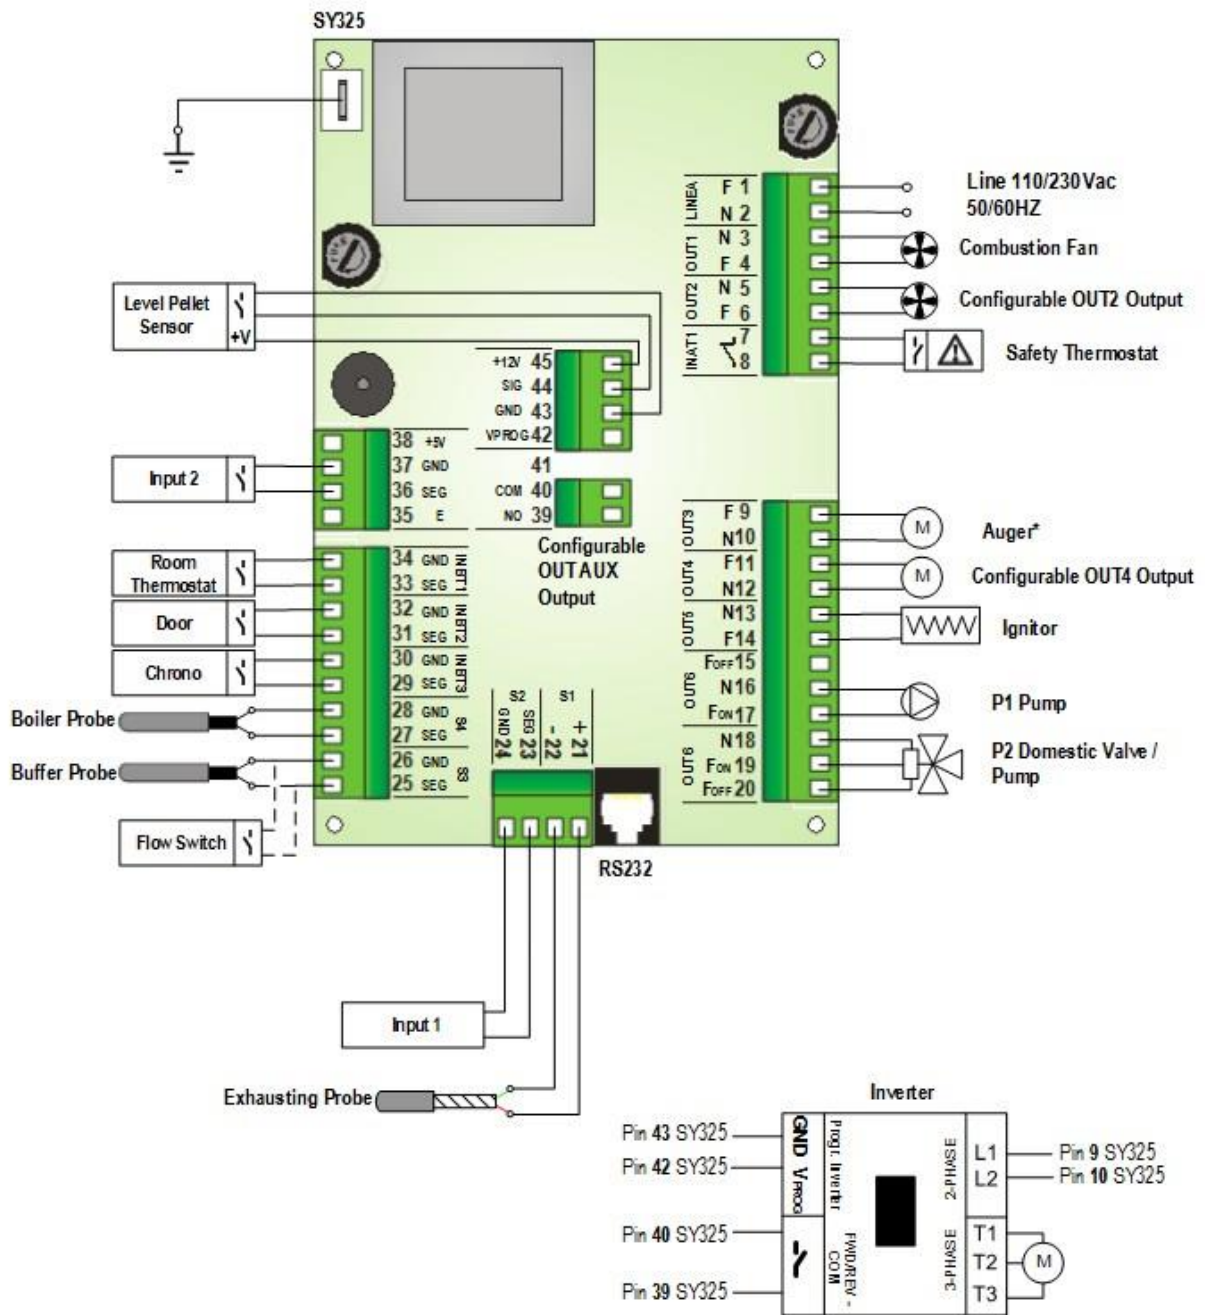 SY325
LINEA
F 1
N 2
Line 110/230Vac
50/60HZ
OUT1
N 3
F 4
Combustion Fan
OUT2
N 5
F 6
Configurable OUT2 Output
INAT1
7
8
Safety Thermostat
Level Pellet
Sensor
+V
+12V 45
SIG 44
GND 43
VPROG 42
41
COM 40
NO 39
Configurable
OUT AUX
Output
Input 2
38 +5V
37 GND
36 SEG
35 E
Room
Thermostat
34 GND
33 SEG
INBT1
Door
32 GND
31 SEG
INBT2
Chrono
30 GND
29 SEG
INBT3
Boiler Probe
28 GND
27 SEG
S4
Buffer Probe
26 GND
25 SEG
S3
Flow Switch
OUT3
F 9
N10
Auger*
OUT4
F11
N12
Configurable OUT4 Output
OUT5
N13
F14
Ignitor
OUT6
FOFF 15
N16
FON 17
P1 Pump
OUT9
N18
FON 19
FOFF 20
P2 Domestic Valve /
Pump
S2
S1
GND 24
SEG 23
- 22
+ 21
RS232
Input 1
Exhausting Probe
Inverter
Pin 43 SY325
Pin 42 SY325
Pin 40 SY325
Pin 39 SY325
GND VPROG
Progr. Inverter
FWD/REV -
COM
2-PHASE
L1
L2
Pin 9 SY325
Pin 10 SY325
3-PHASE
T1
T2
T3
M
M
M